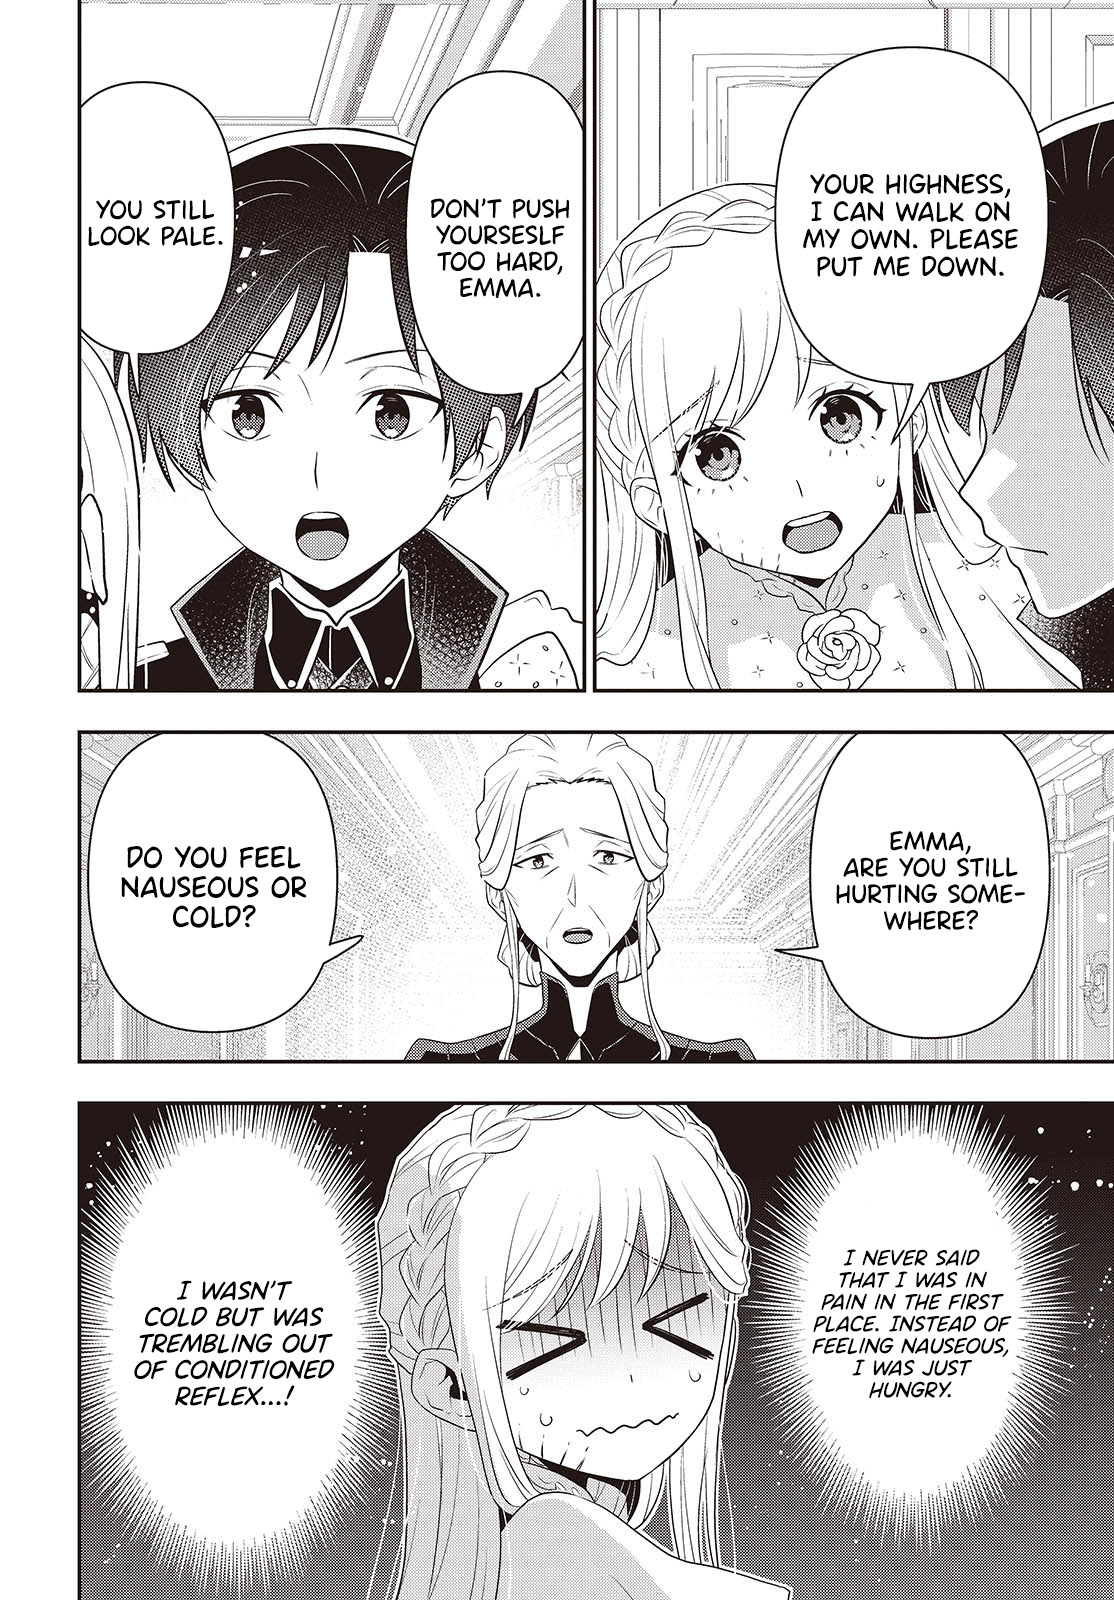 YOUR HIGHNESS,
I CAN WALK ON
MY OWN. PLEASE
PUT ME DOWN.
DON'T PUSH
YOURSESLF
TOO HARD,
EMMA.
YOU STILL
LOOK PALE.
EMMA,
ARE YOU STILL
HURTING SOME-
WHERE?
DO YOU FEEL
NAUSEOUS OR
COLD?
I NEVER SAID
THAT I WAS IN
PAIN IN THE FIRST
PLACE. INSTEAD OF
FEELING NAUSEOUS,
I WAS JUST
HUNGRY.
I WASN'T
COLD BUT WAS
TREMBLING OUT
OF CONDITIONED
REFLEX...!